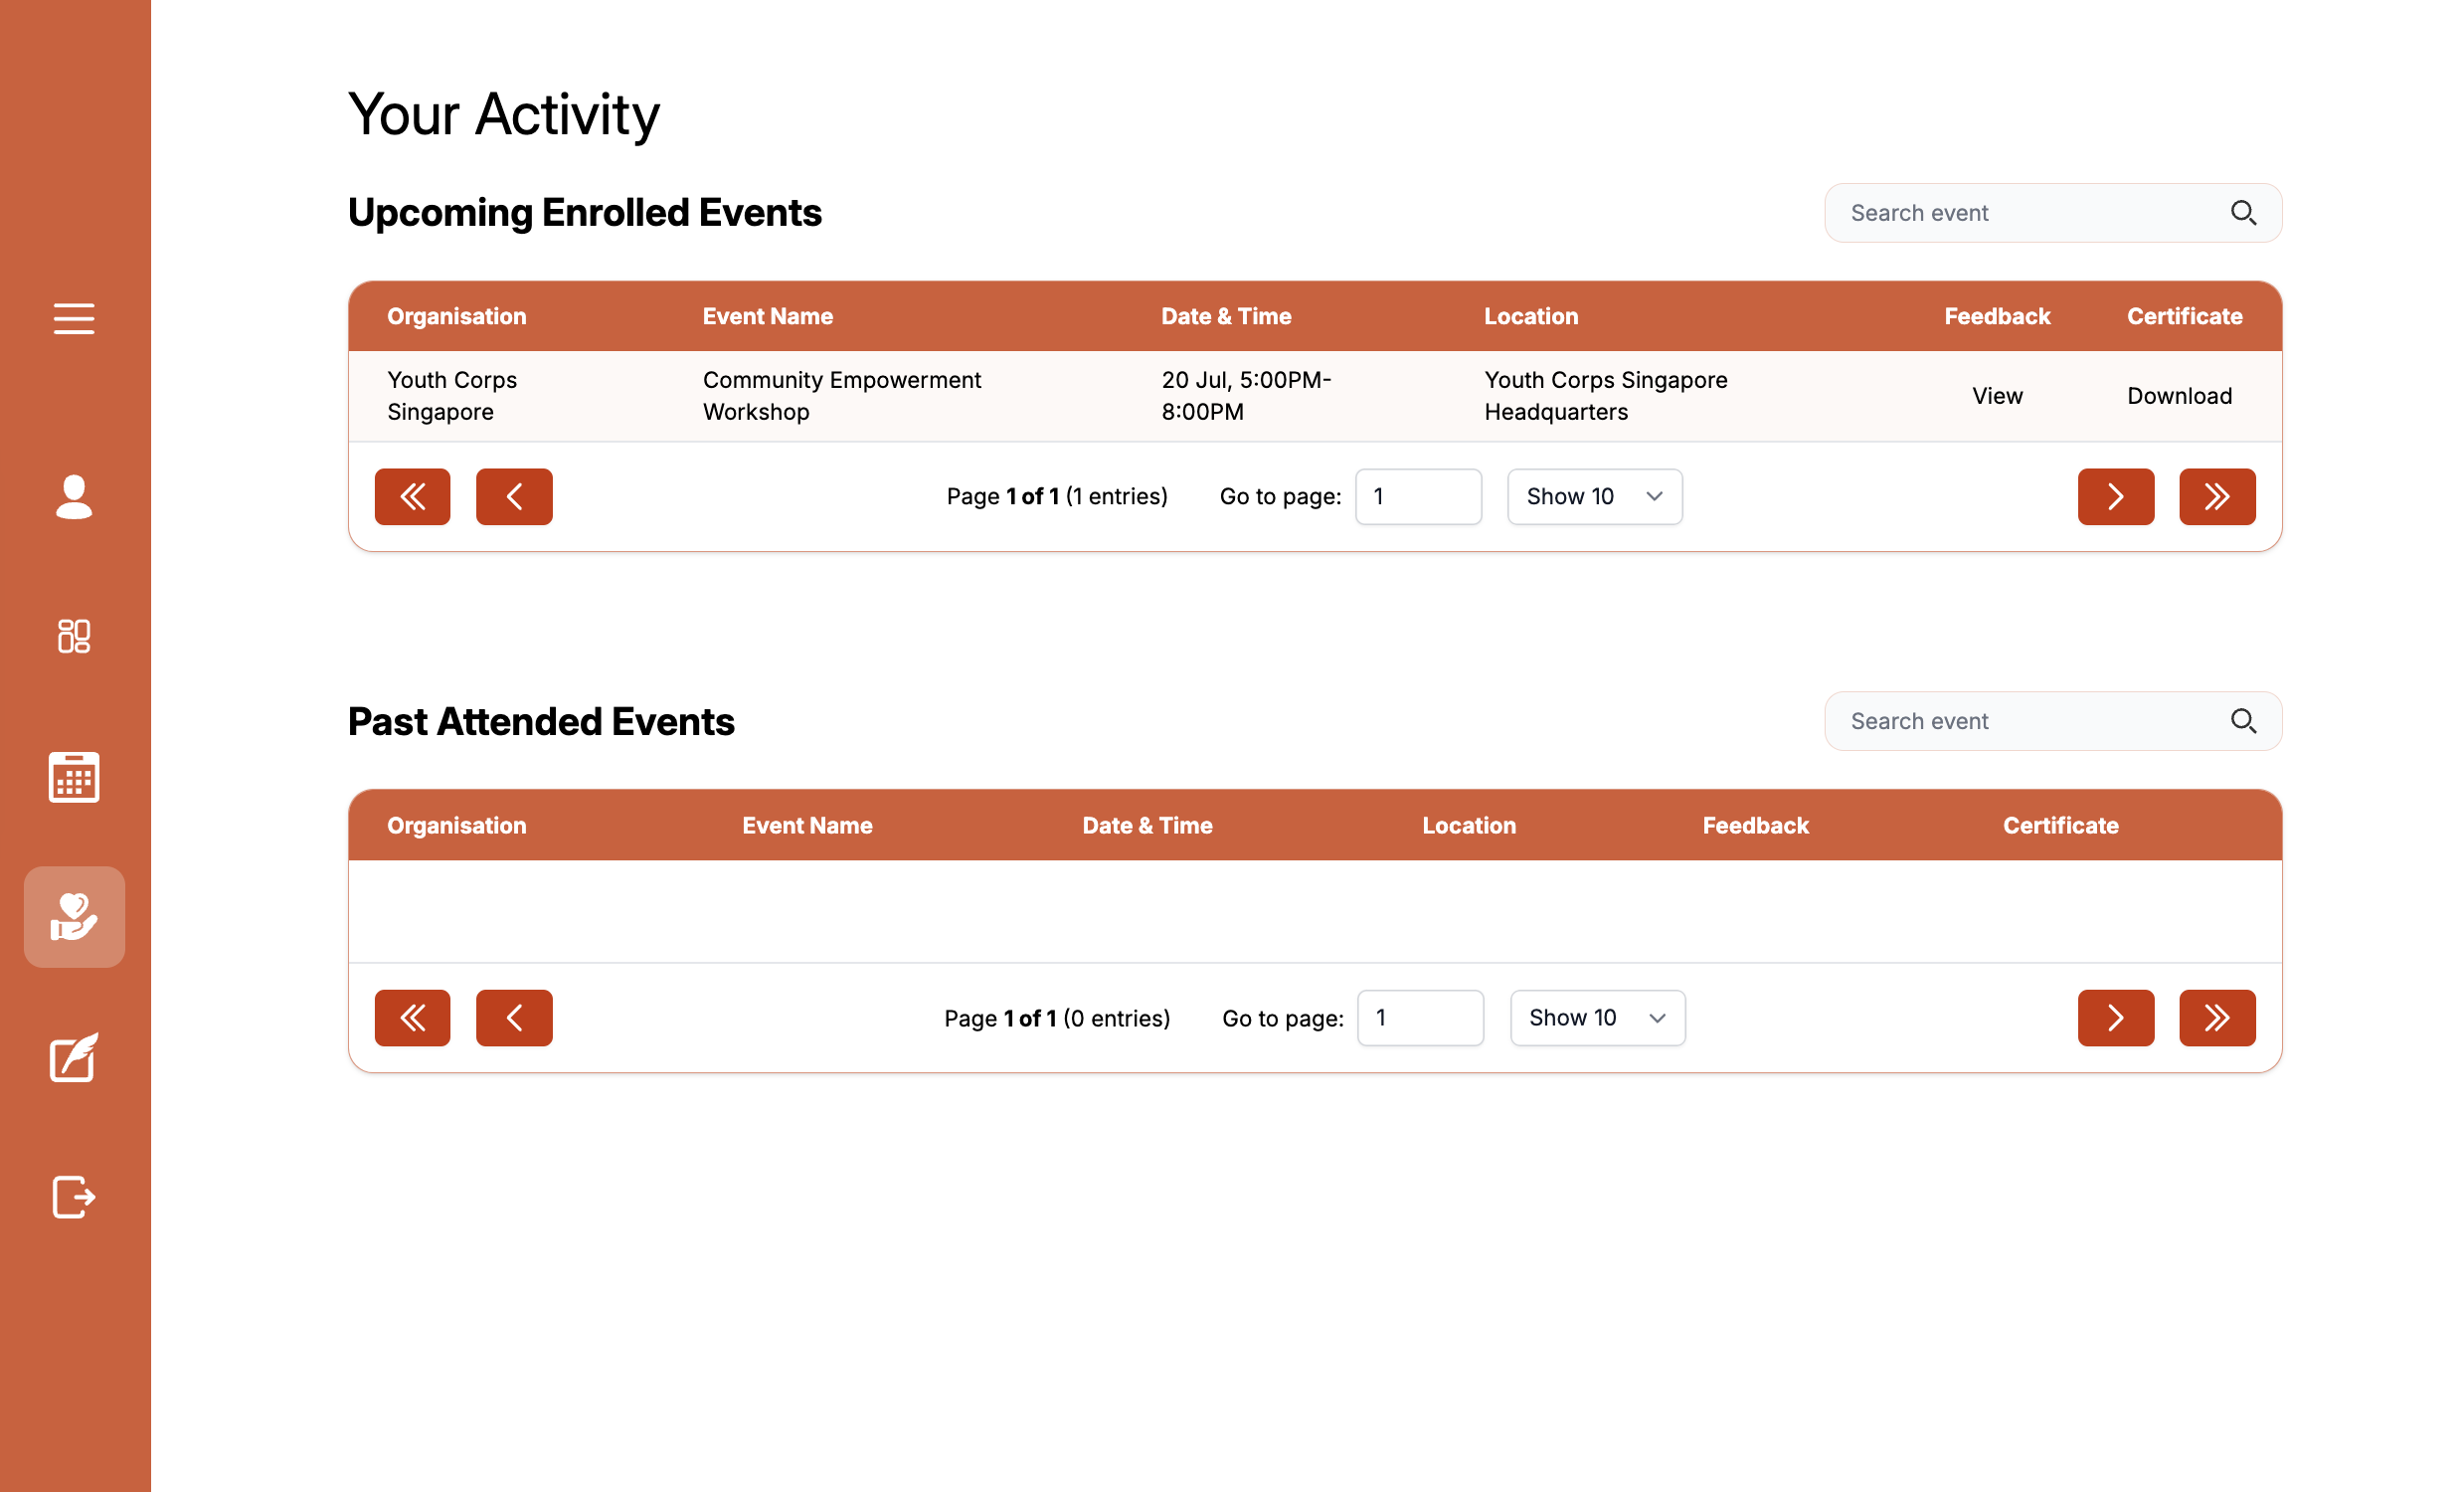 Your Activity
Upcoming Enrolled Events
Search event
Organisation Event Name Date & Time Location Feedback Certificate
Youth Corps Community Empowerment 20 Jul, 5:00PM- Youth Corps Singapore View Download
Singapore Workshop 8:00PM Headquarters
Page 1 of 1 (1 entries) Go to page: 1 Show 10
Past Attended Events
Search event
Organisation Event Name Date & Time Location Feedback Certificate
Page 1 of 1 (0 entries) Go to page: 1 Show 10